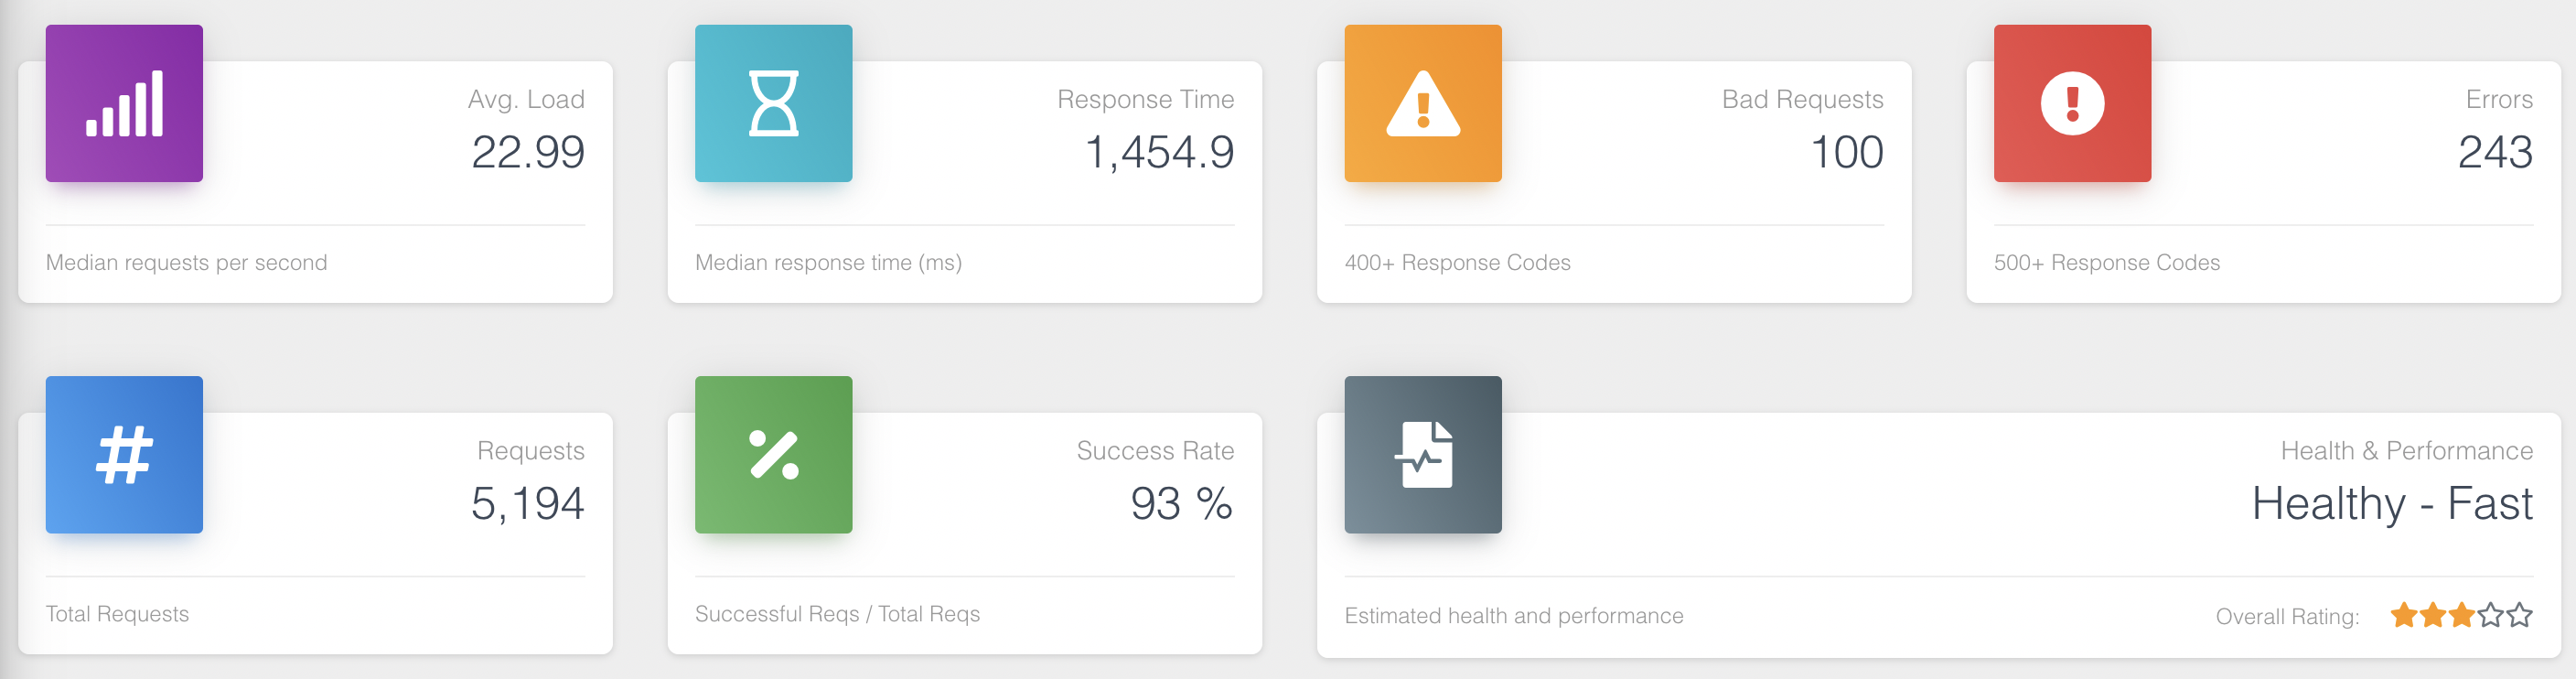 Avg. Load
22.99
Median requests per second
Response Time
1,454.9
Median response time (ms)
Bad Requests
100
400+ Response Codes
Errors
243
500+ Response Codes
#
Requests
5,194
Total Requests
%
Success Rate
93 %
Successful Reqs / Total Reqs
Health & Performance
Healthy - Fast
Estimated health and performance
Overall Rating: